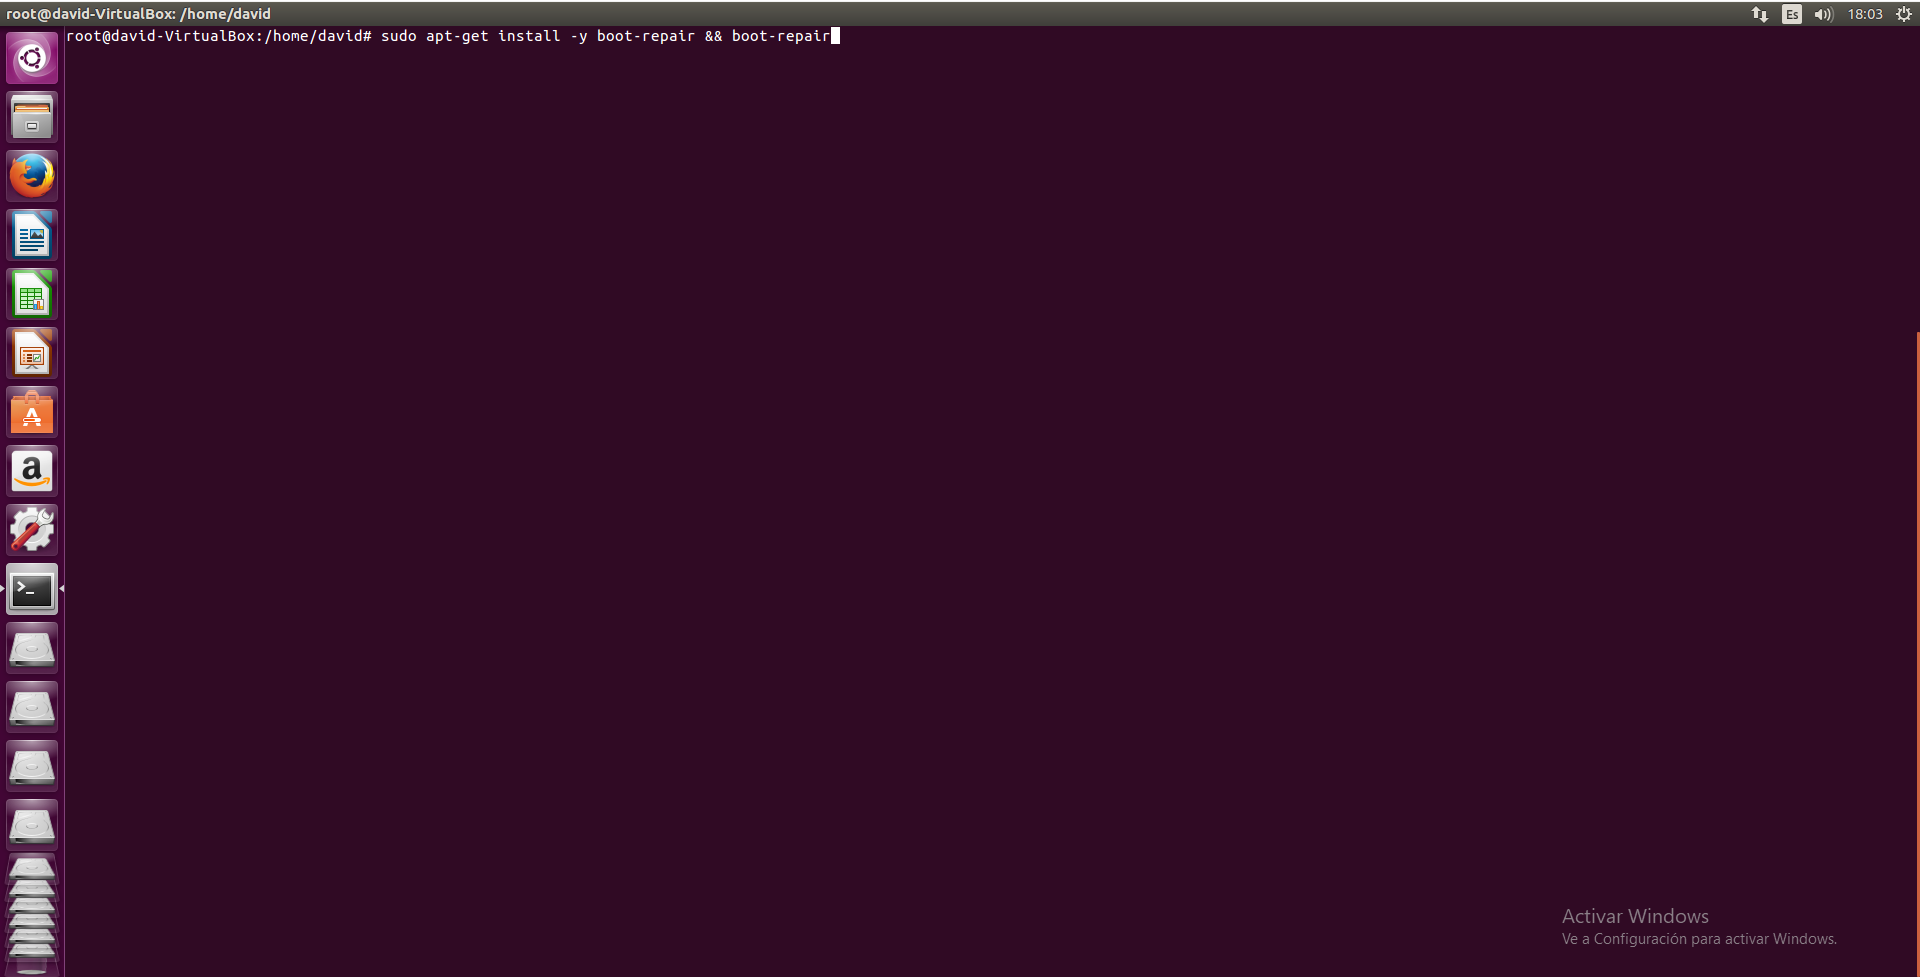 root@david-VirtualBox: /home/david
Es
18:03
root@david-VirtualBox:/home/david# sudo apt-get install -y boot-repair && boot-repair
A
a
>_
Activar Windows
Ve a Configuración para activar Windows.